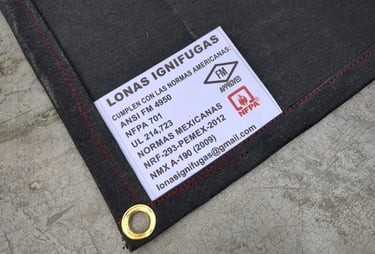 LONAS IGNIFUGAS
CUMPLEN CON LAS NORMAS AMERICANAS:
ANSI FM 4950
NFPA 701
UL 214,723
NORMAS MEXICANAS
NRF-293-PEMEX-2012
NMX A-190 (2009)
lonasignifugas@gmail.com
FM
APPROVED
NFPA